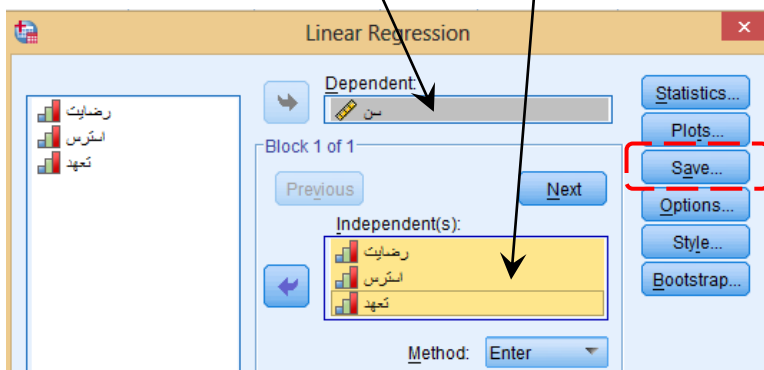 Linear Regression
رضایت
استرس
تعهد
Dependent:
سن
Block 1 of 1
Previous
Next
Independent(s):
رضایت
استرس
تعهد
Method: Enter
Statistics...
Plots...
Save...
Options...
Style...
Bootstrap...